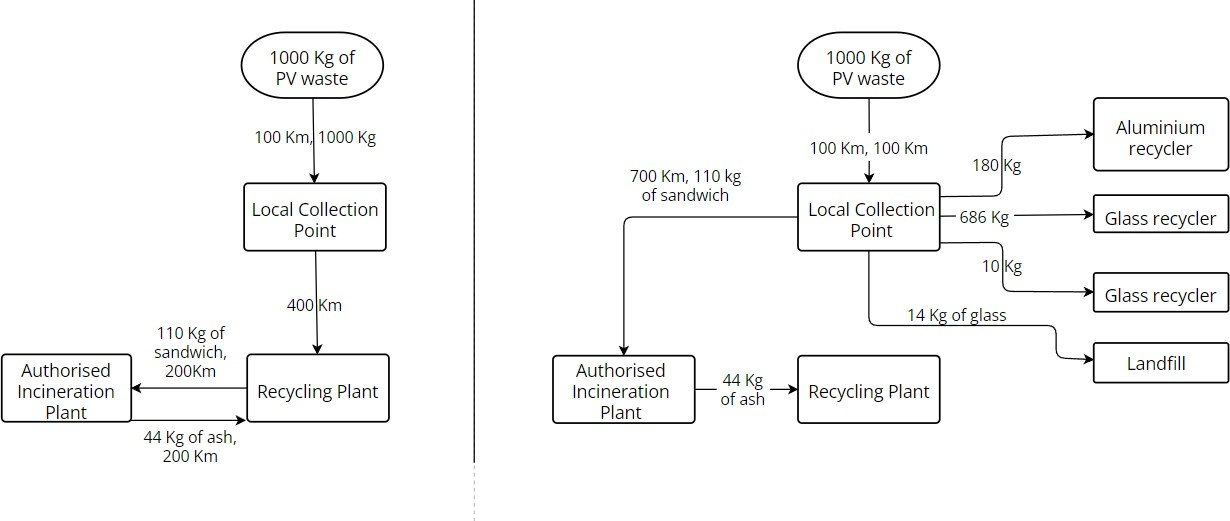 1000 Kg of
PV waste
100 Km, 1000 Kg
Local Collection
Point
400 Km
110 Kg of
sandwich,
200Km
Authorised
Incineration
Plant
Recycling Plant
44 Kg of ash,
200 Km
1000 Kg of
PV waste
100 Km, 100 Km
700 Km, 110 kg
of sandwich
Local Collection
Point
180 Kg
Aluminium
recycler
686 Kg
Glass recycler
10 Kg
Glass recycler
14 Kg of glass
Landfill
Authorised
Incineration
Plant
44 Kg
of ash
Recycling Plant